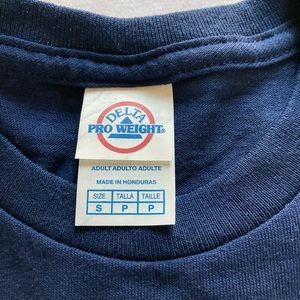 DELTA
PRO WEIGHT®
ADULT ADULTO ADULTE
MADE IN HONDURAS
SIZE TALLA TAILLE
S P P